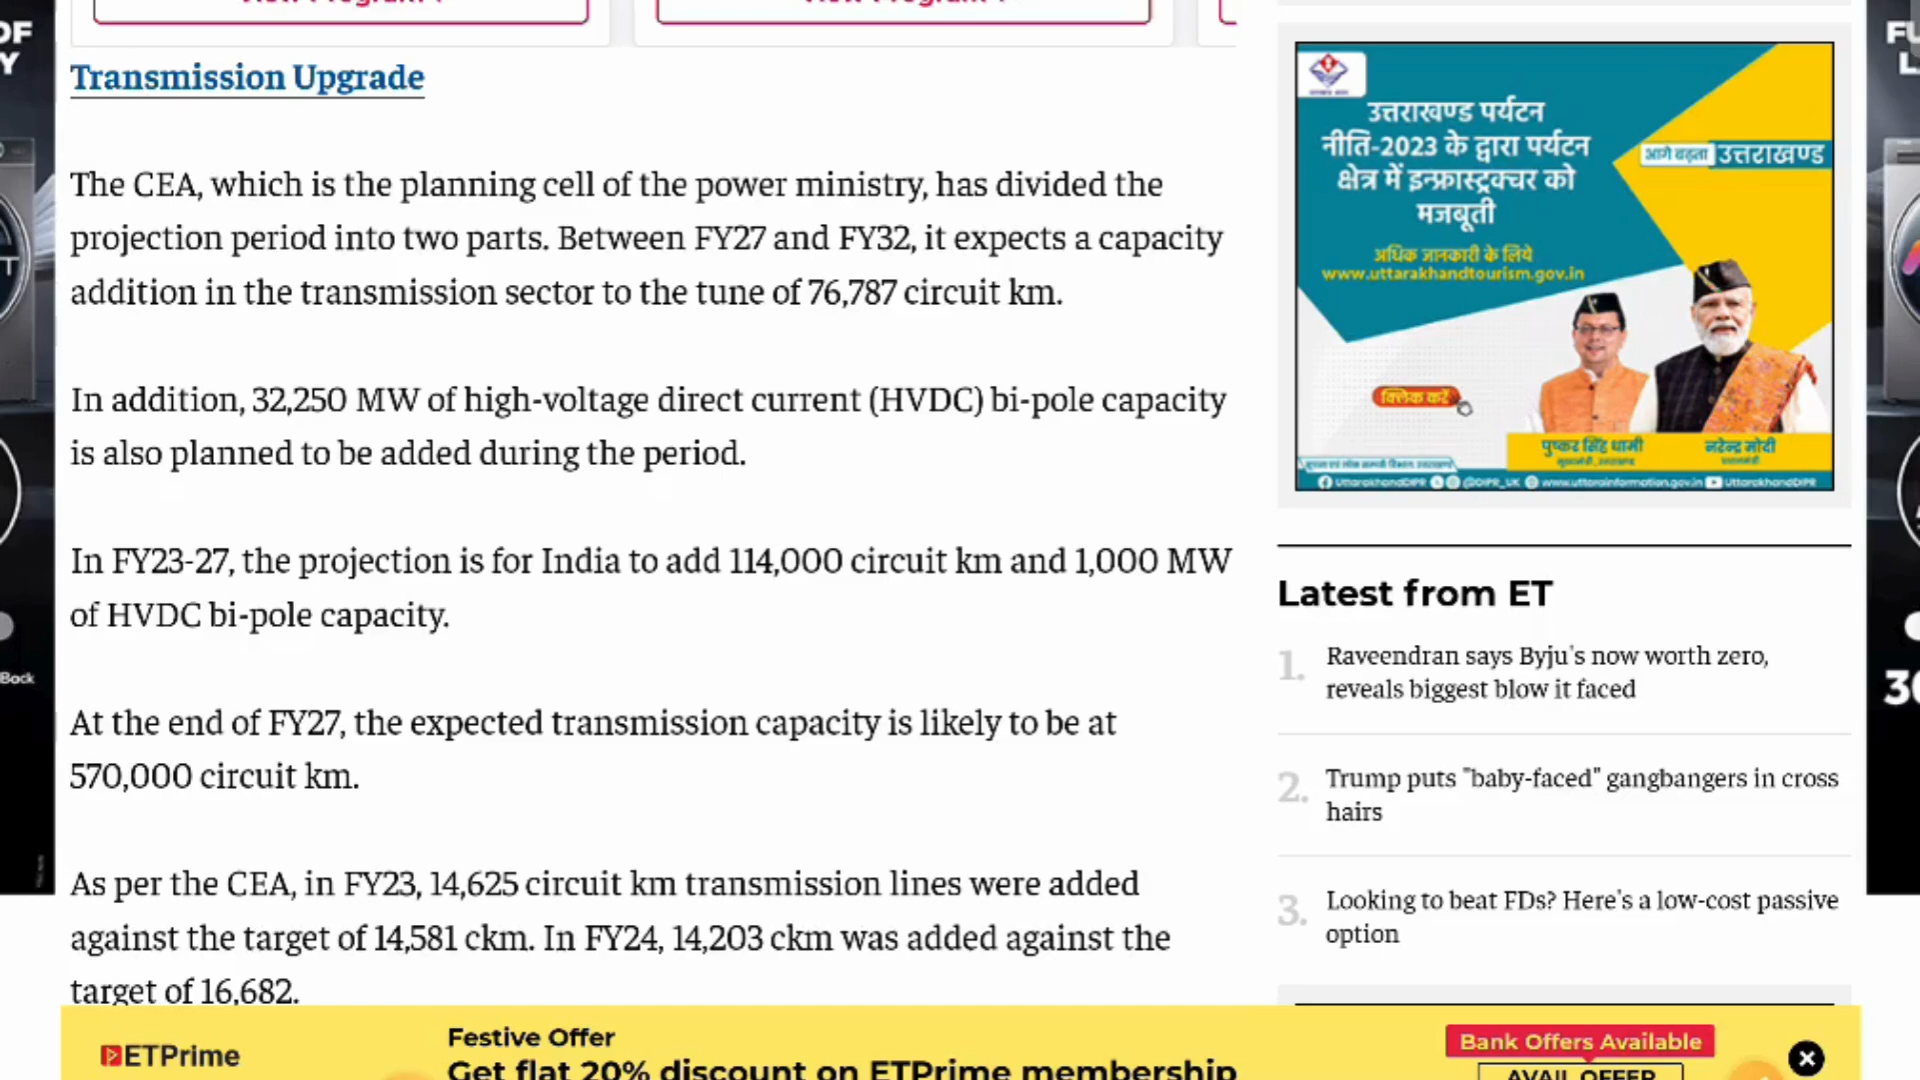 Transmission Upgrade
The CEA, which is the planning cell of the power ministry, has divided the
projection period into two parts. Between FY27 and FY32, it expects a capacity
addition in the transmission sector to the tune of 76,787 circuit km.
In addition, 32,250 MW of high-voltage direct current (HVDC) bi-pole capacity
is also planned to be added during the period.
In FY23-27, the projection is for India to add 114,000 circuit km and 1,000 MW
of HVDC bi-pole capacity.
At the end of FY27, the expected transmission capacity is likely to be at
570,000 circuit km.
As per the CEA, in FY23, 14,625 circuit km transmission lines were added
against the target of 14,581 ckm. In FY24, 14,203 ckm was added against the
target of 16,682.
उत्तराखण्ड पर्यटन
नीति-2023 के द्वारा पर्यटन
क्षेत्र में इन्फ्रास्ट्रक्चर को
मजबूती
आगे बढ़ता उत्तराखण्ड
अधिक जानकारी के लिये
www.uttarakhandtourism.gov.in
क्लिक करें
पुष्कर सिंह धामी
नरेन्द्र मोदी
UttarakhandDIPR @DIPR_UK www.uttarainformation.gov.in UttarakhandDIPR
Latest from ET
1. Raveendran says Byju's now worth zero,
reveals biggest blow it faced
2. Trump puts "baby-faced" gangbangers in cross
hairs
3. Looking to beat FDs? Here's a low-cost passive
option
ETPrime
Festive Offer
Get flat 20% discount on ETPrime membership
Bank Offers Available
AVAIL OFFER